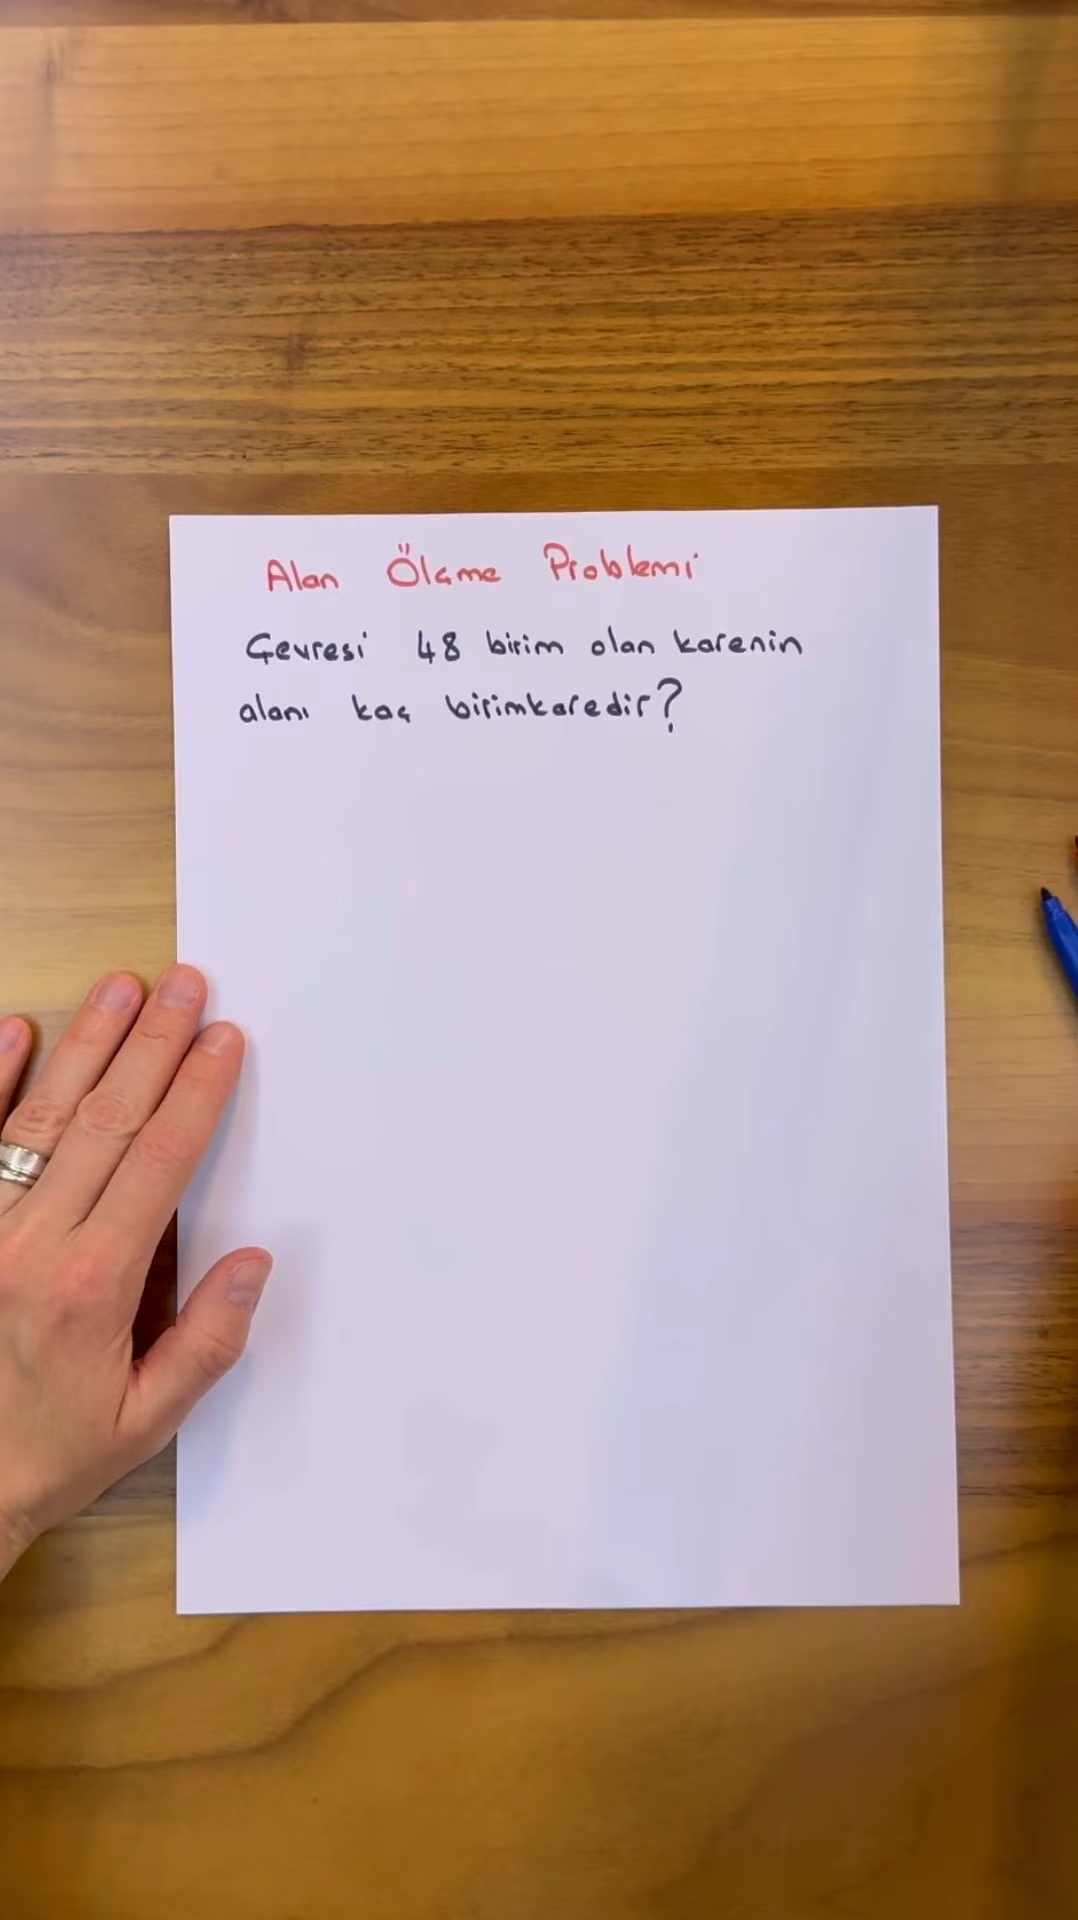 Alan Ölçme Problemi
Çevresi 48 birim olan karenin
alanı kaç birimkaredir?